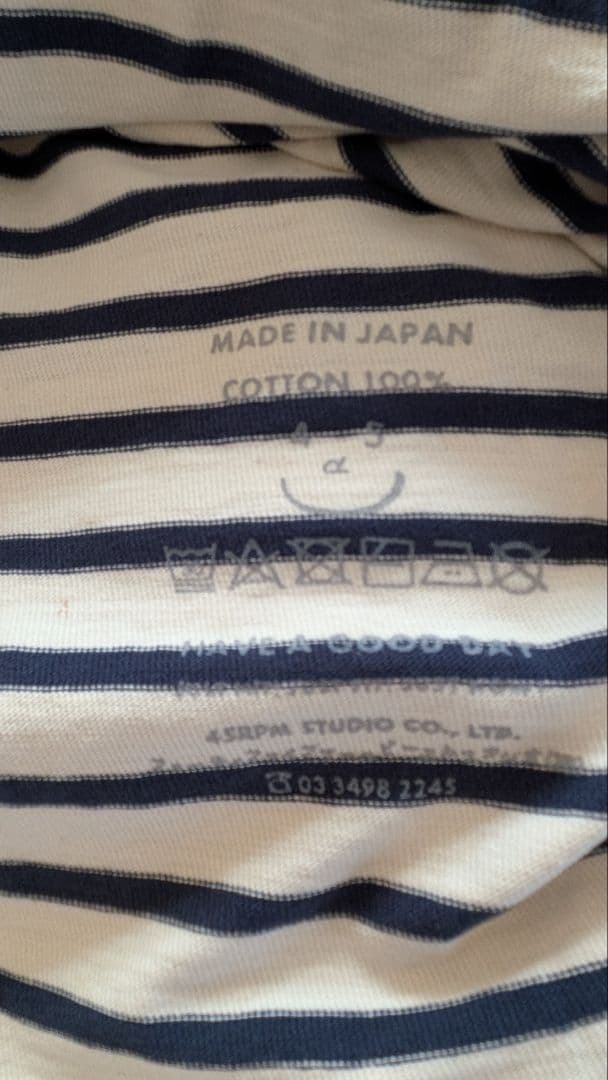 MADE IN JAPAN
COTTON 100%
4 5
α
HAVE A GOOD DAY
45RPM STUDIO CO., LTD.
☎03 3498 2245